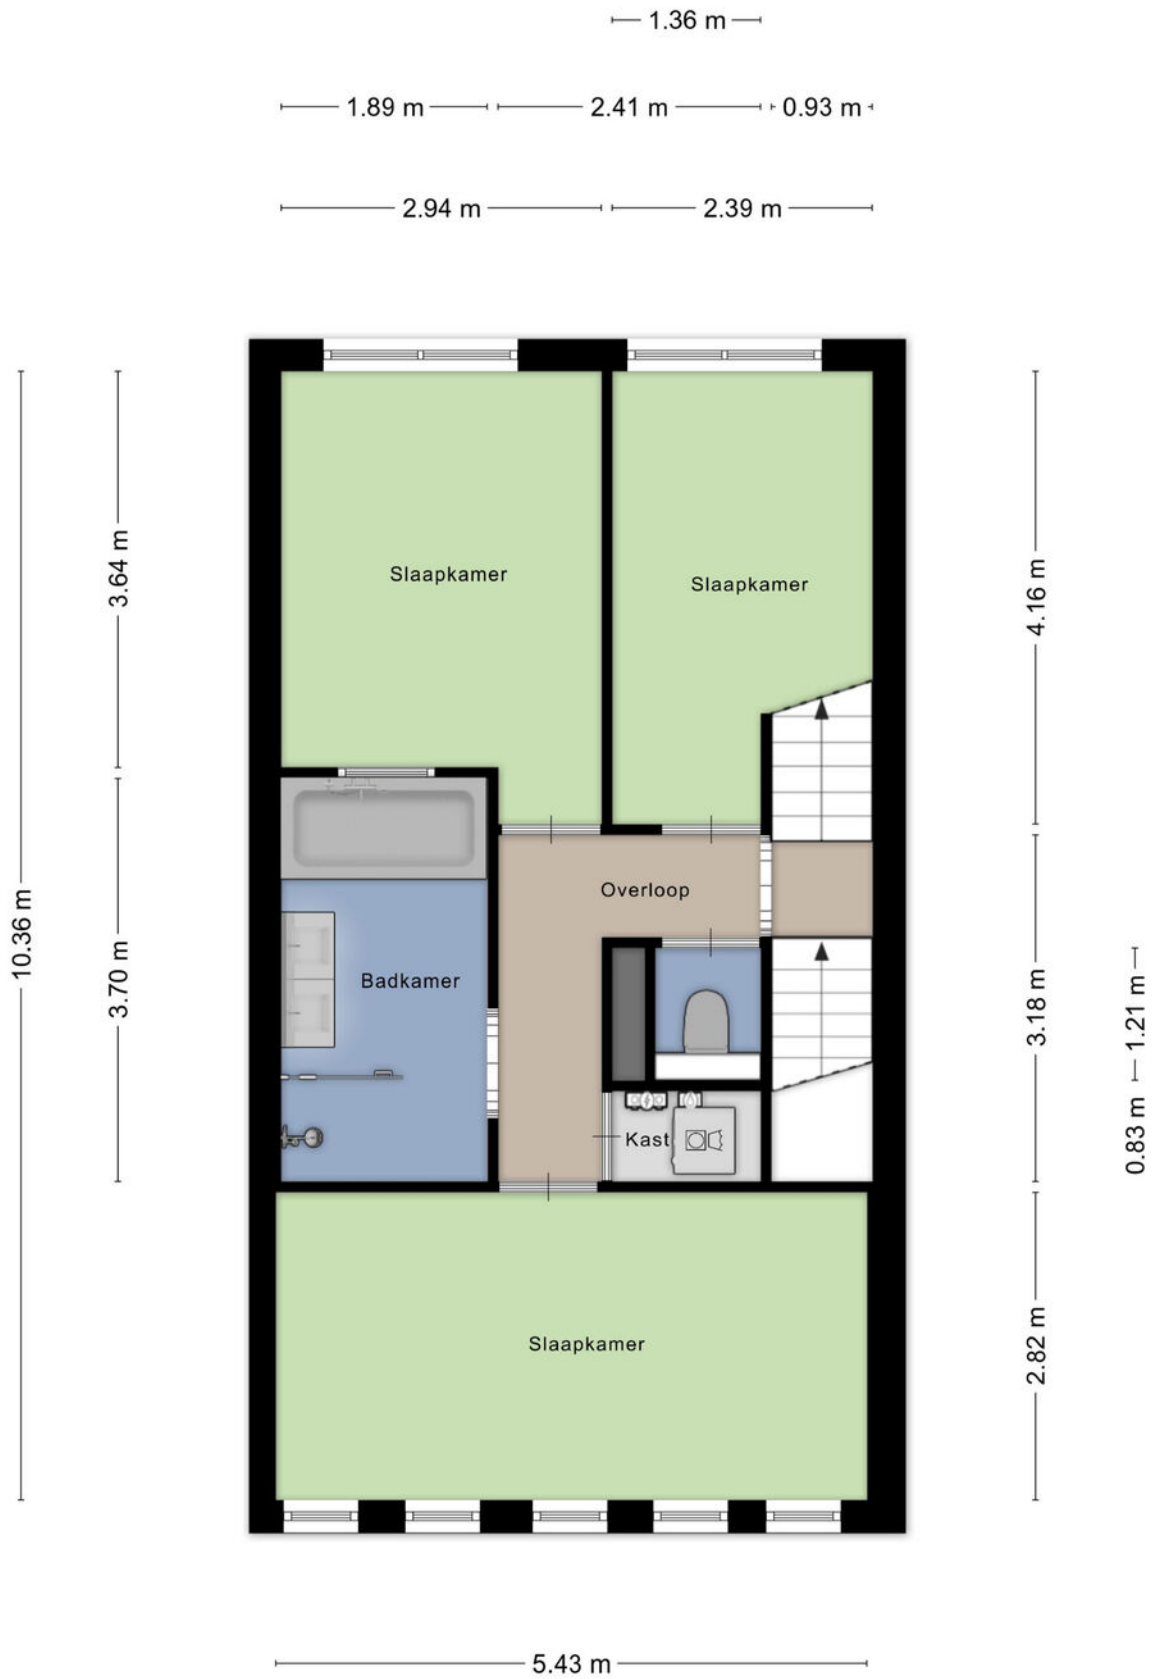 1.36 m
1.89 m
2.41 m
0.93 m
2.94 m
2.39 m
3.64 m
4.16 m
Slaapkamer
Slaapkamer
Overloop
10.36 m
3.70 m
Badkamer
3.18 m
1.21 m
Kast
0.83 m
Slaapkamer
2.82 m
5.43 m